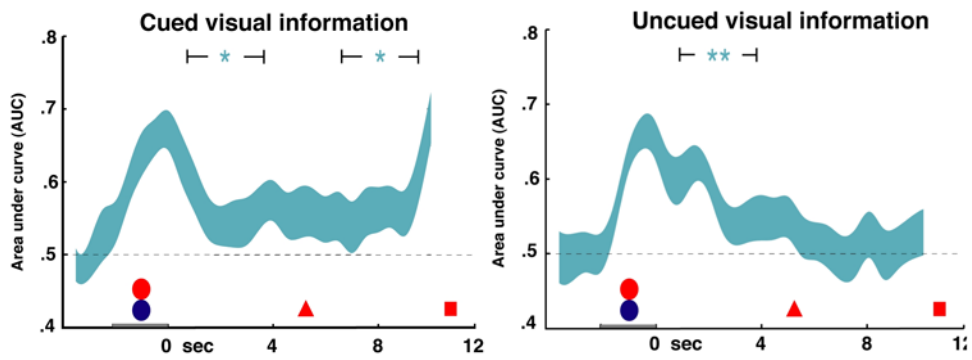 Cued visual information
Area under curve (AUC)
.8
* *
.7
.6
.5
.4
0 sec 4 8 12
Uncued visual information
Area under curve (AUC)
.8
**
.7
.6
.5
.4
0 sec 4 8 12